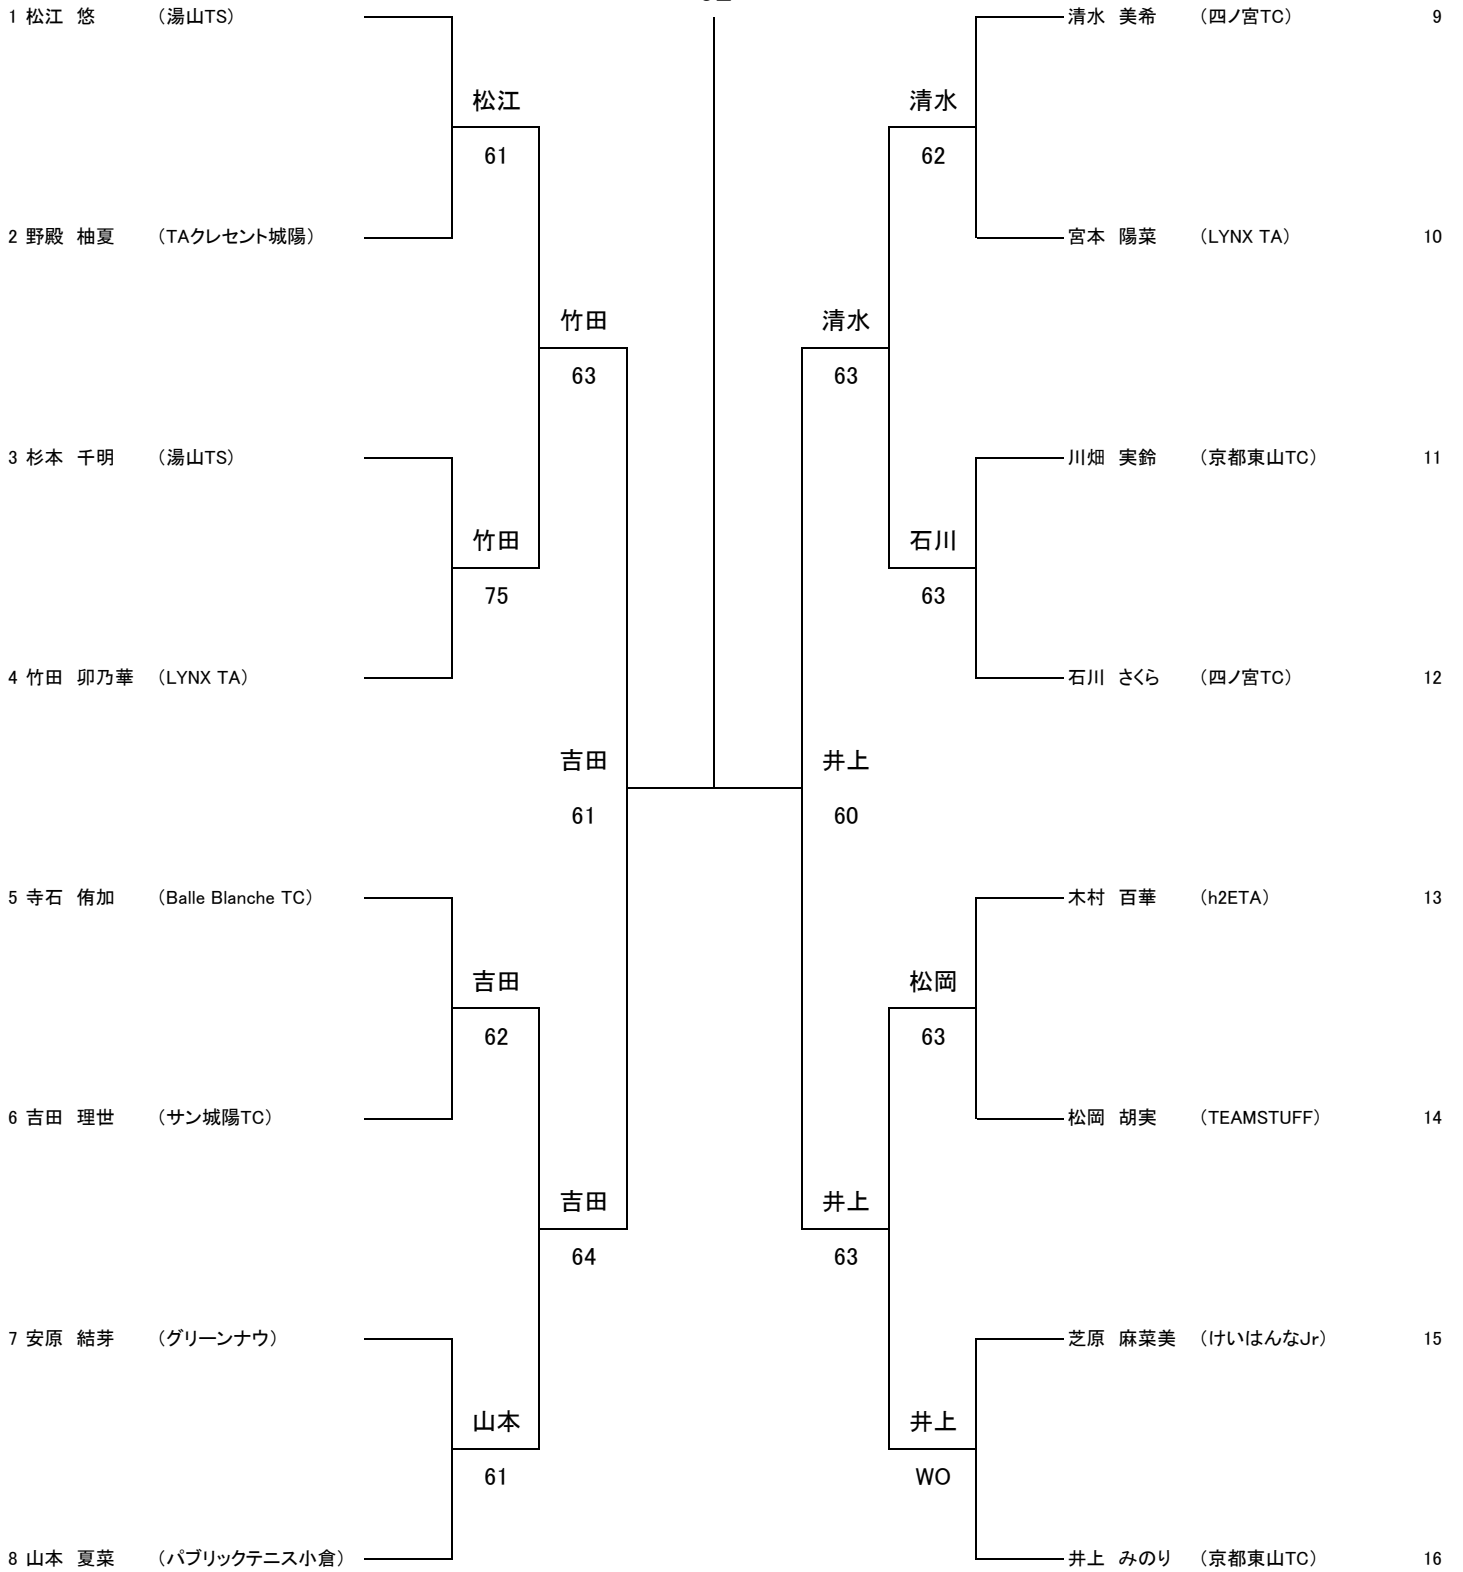 1 松江 悠 （湯山TS） 清水 美希 （四ノ宮TC） 9
松江 清水
61 62
2 野殿 柚夏 （TAクレセント城陽） 宮本 陽菜 （LYNX TA） 10
竹田 清水
63 63
3 杉本 千明 （湯山TS） 川畑 実鈴 （京都東山TC） 11
竹田 石川
75 63
4 竹田 卯乃華 （LYNX TA） 石川 さくら （四ノ宮TC） 12
吉田 井上
61 60
5 寺石 侑加 （Balle Blanche TC） 木村 百華 （h2ETA） 13
吉田 松岡
62 63
6 吉田 理世 （サン城陽TC） 松岡 胡実 （TEAMSTUFF） 14
吉田 井上
64 63
7 安原 結芽 （グリーンナウ） 芝原 麻菜美 （けいはんなJr） 15
山本 井上
61 WO
8 山本 夏菜 （パブリックテニス小倉） 井上 みのり （京都東山TC） 16